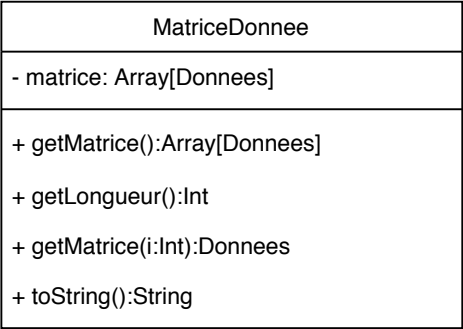 MatriceDonnee
- matrice: Array[Donnees]
+ getMatrice():Array[Donnees]
+ getLongueur():Int
+ getMatrice(i:Int):Donnees
+ toString():String